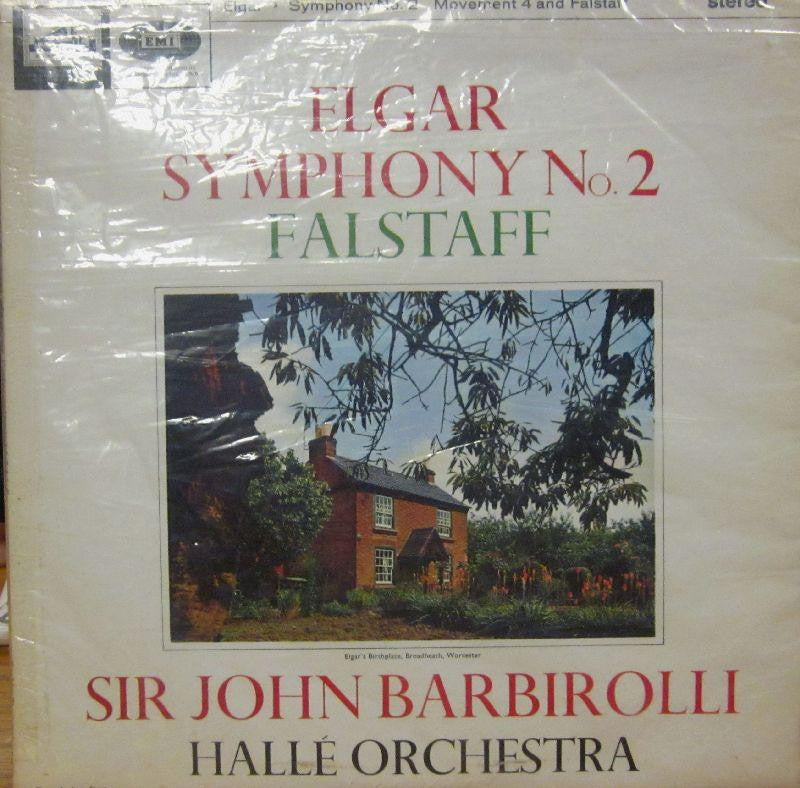 Elgar • Symphony No. 2 Movement 4 and Falstaff stereo
EMI
ELGAR
SYMPHONY No. 2
FALSTAFF
Elgar's Birthplace, Broadheath, Worcester
SIR JOHN BARBIROLLI
HALLÉ ORCHESTRA